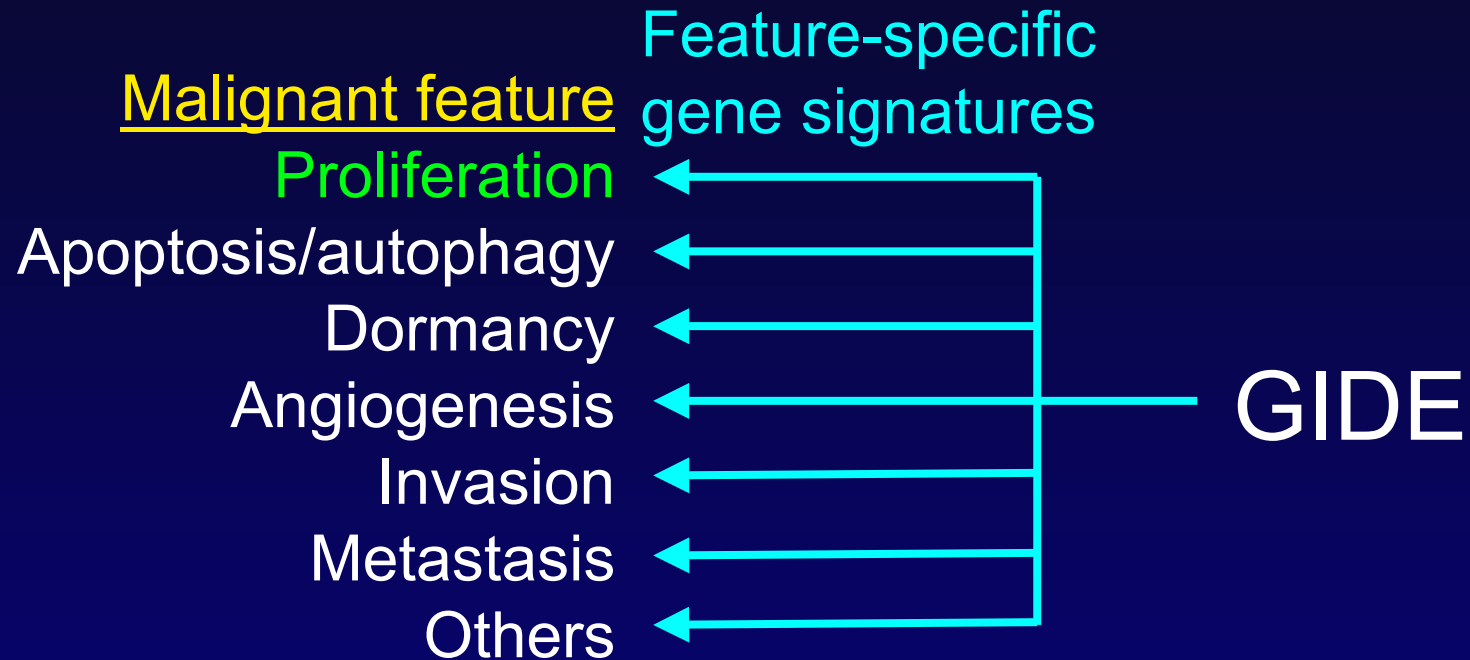 Feature-specific
gene signatures
Malignant feature
Proliferation
Apoptosis/autophagy
Dormancy
Angiogenesis
Invasion
Metastasis
Others
GIDE